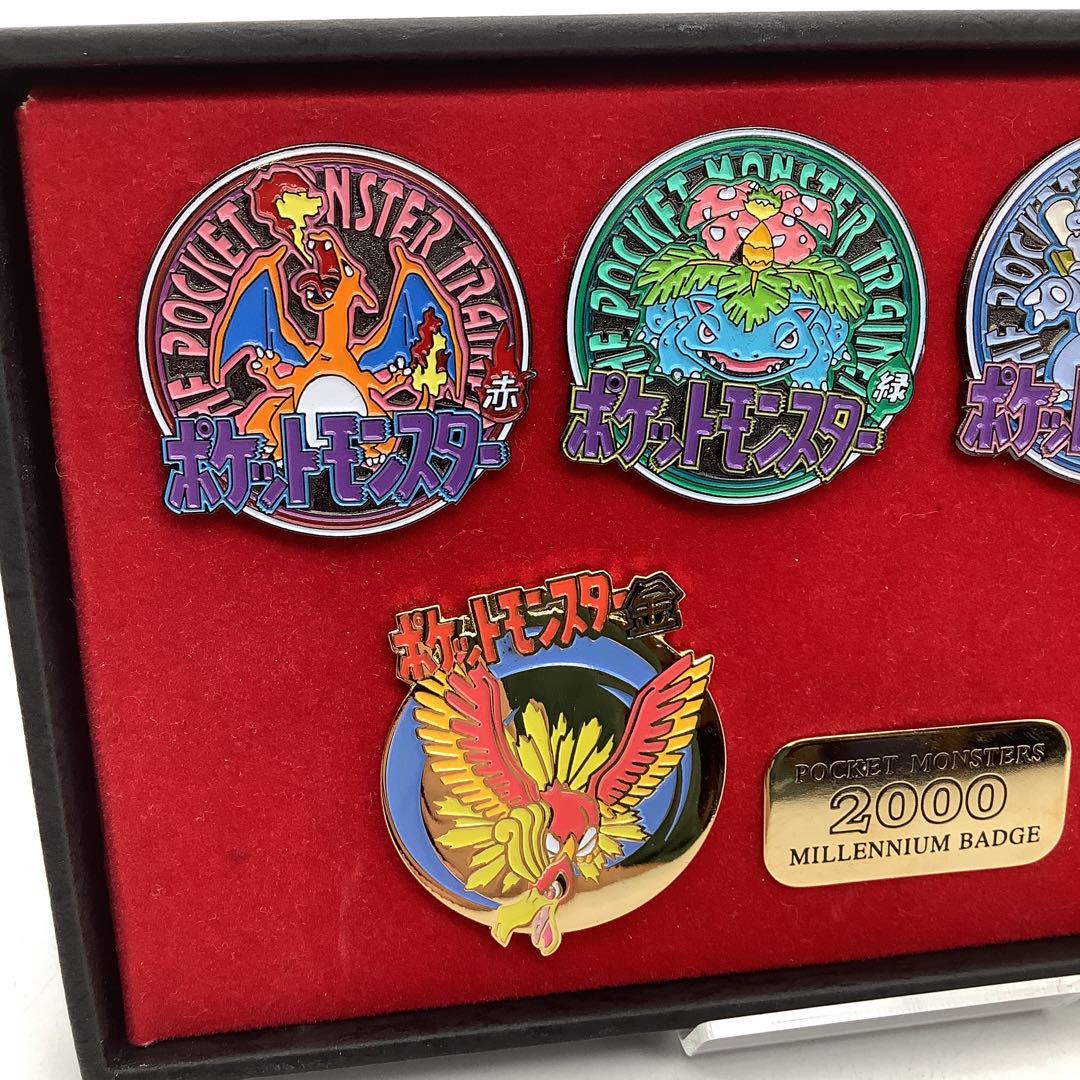 POCKET MONSTER TRAINER
ポケットモンスター
赤
POCKET MONSTER TRAINER
ポケットモンスター
緑
ポケットモンスター 金
POCKET MONSTERS
2000
MILLENNIUM BADGE